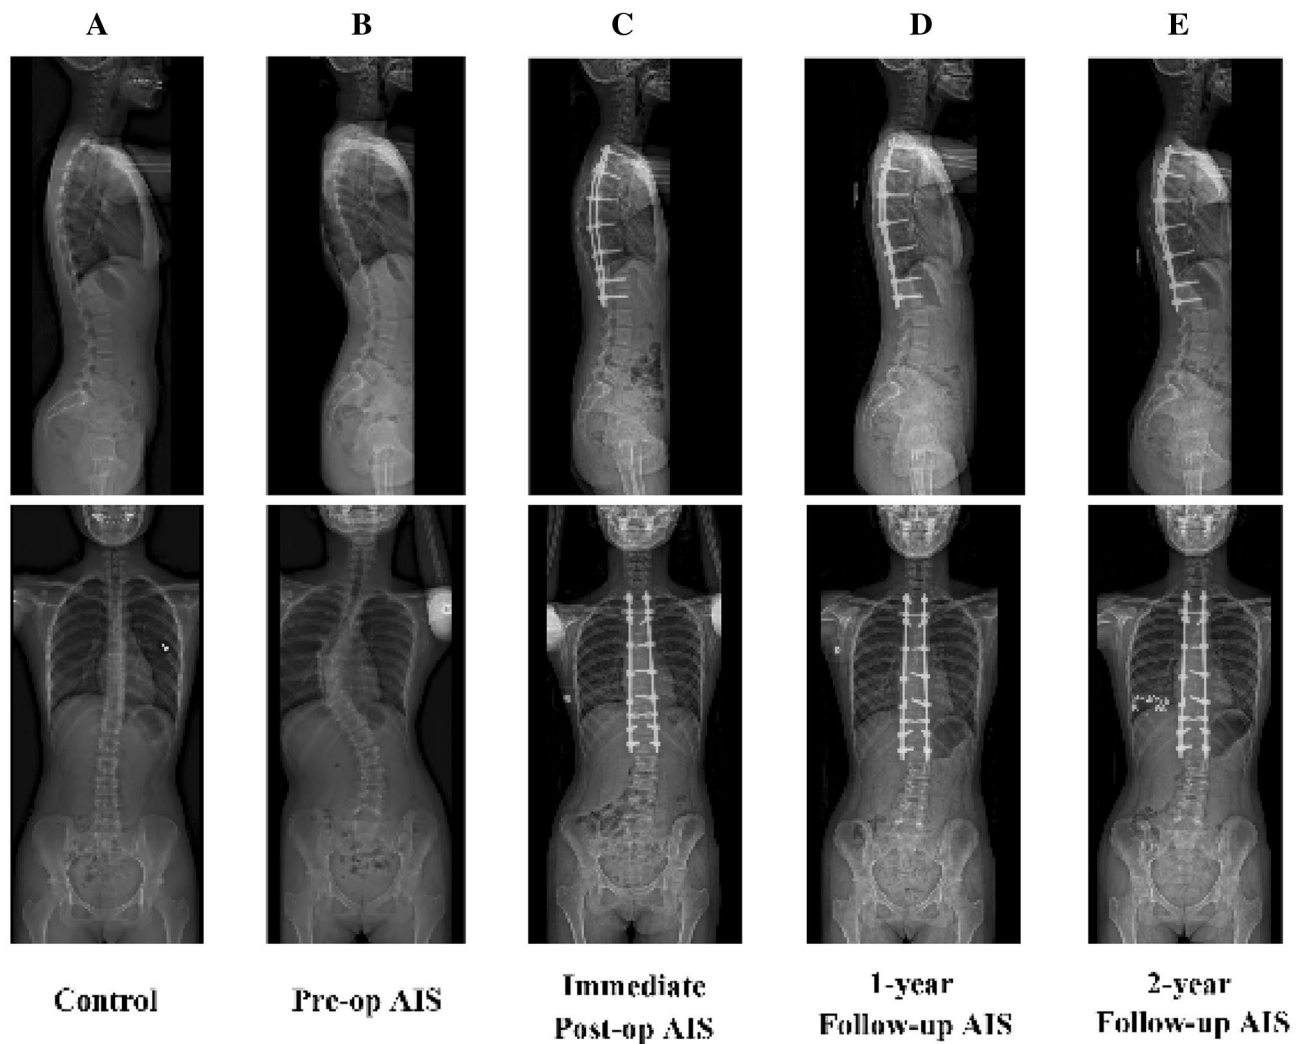 A B C D E
Control
Pre-op AIS
Immediate
Post-op AIS
1-year
Follow-up AIS
2-year
Follow-up AIS